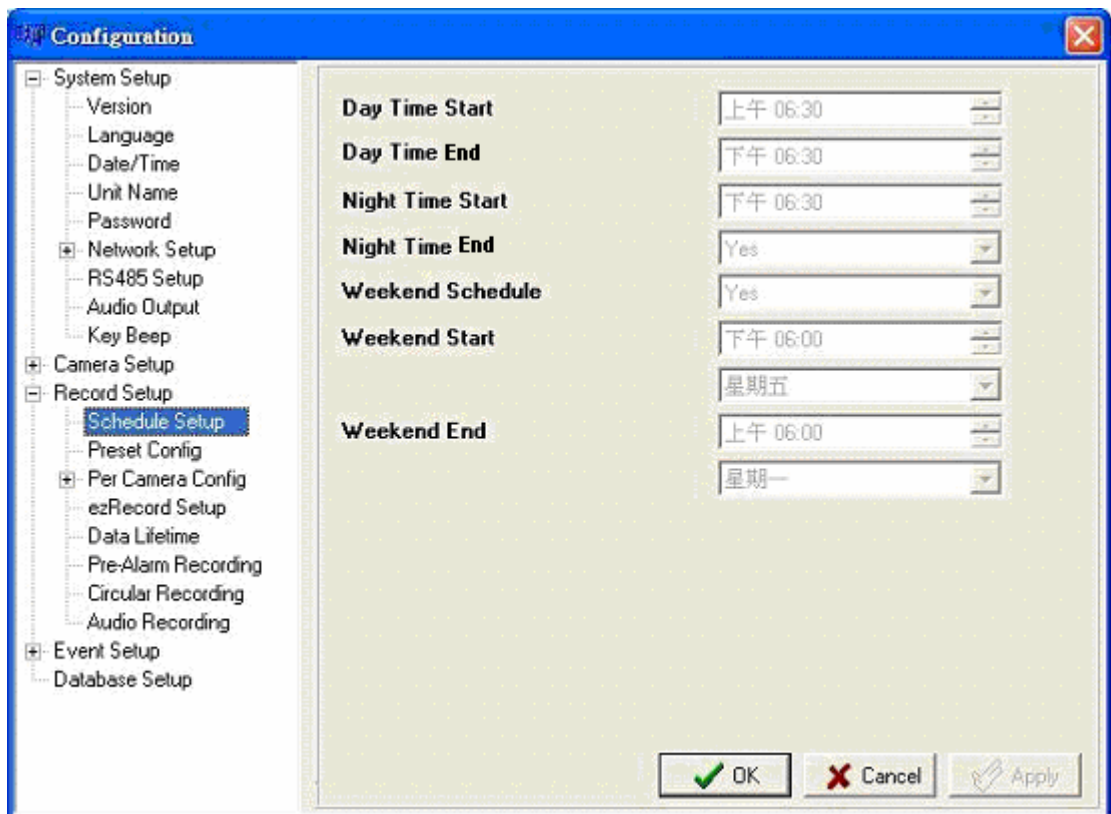 Configuration
System Setup
Version
Language
Date/Time
Unit Name
Password
Network Setup
RS485 Setup
Audio Output
Key Beep
Camera Setup
Record Setup
Schedule Setup
Preset Config
Per Camera Config
ezRecord Setup
Data Lifetime
Pre-Alarm Recording
Circular Recording
Audio Recording
Event Setup
Database Setup
Day Time Start 上午 06:30
Day Time End 下午 06:30
Night Time Start 下午 06:30
Night Time End Yes
Weekend Schedule Yes
Weekend Start 下午 06:00
星期五
Weekend End 上午 06:00
星期一
OK Cancel Apply